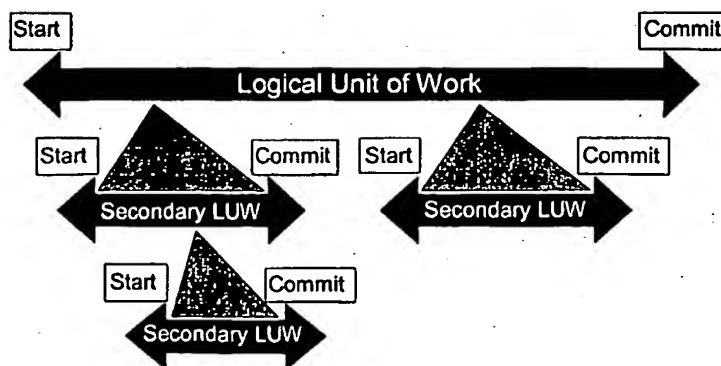 Start Commit
Logical Unit of Work
Start Commit Start Commit
Secondary LUW Secondary LUW
Start Commit
Secondary LUW